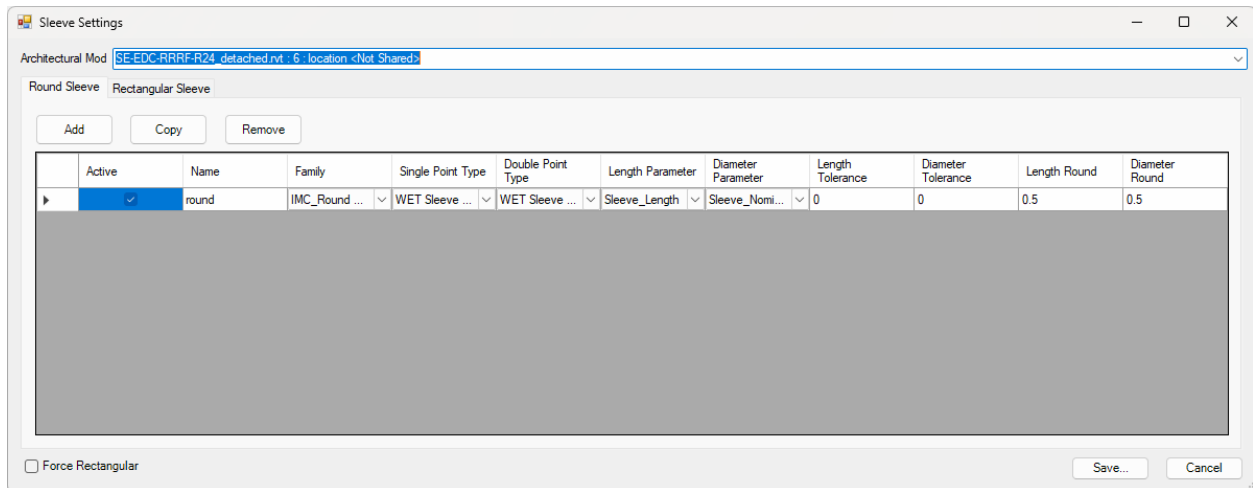 Sleeve Settings
Architectural Mod SE-EDC-RRRF-R24_detached.rvt : 6 : location <Not Shared>
Round Sleeve Rectangular Sleeve
Add Copy Remove
Active Name Family Single Point Type Double Point Type Length Parameter Diameter Parameter Length Tolerance Diameter Tolerance Length Round Diameter Round
round IMC_Round ... WET Sleeve ... WET Sleeve ... Sleeve_Length Sleeve_Nomi... 0 0 0.5 0.5
Force Rectangular Save... Cancel